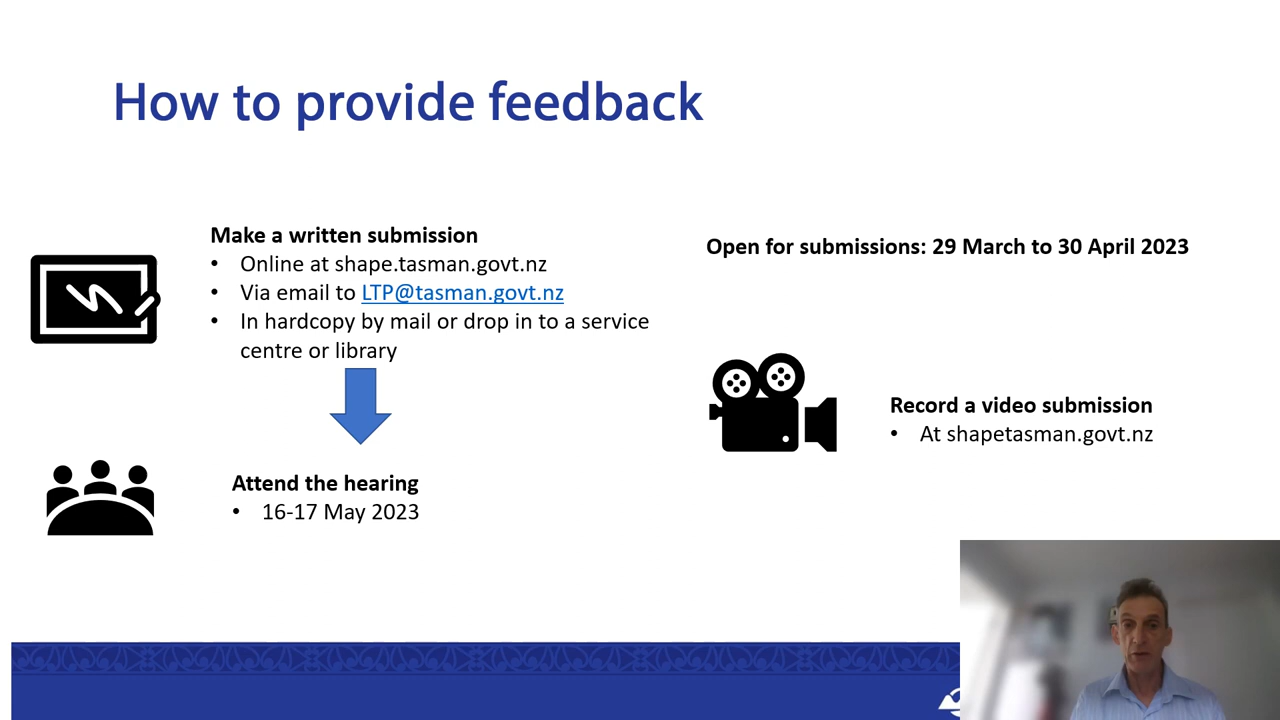 How to provide feedback
Make a written submission
• Online at shape.tasman.govt.nz
• Via email to LTP@tasman.govt.nz
• In hardcopy by mail or drop in to a service
centre or library
Attend the hearing
• 16-17 May 2023
Open for submissions: 29 March to 30 April 2023
Record a video submission
• At shapetasman.govt.nz